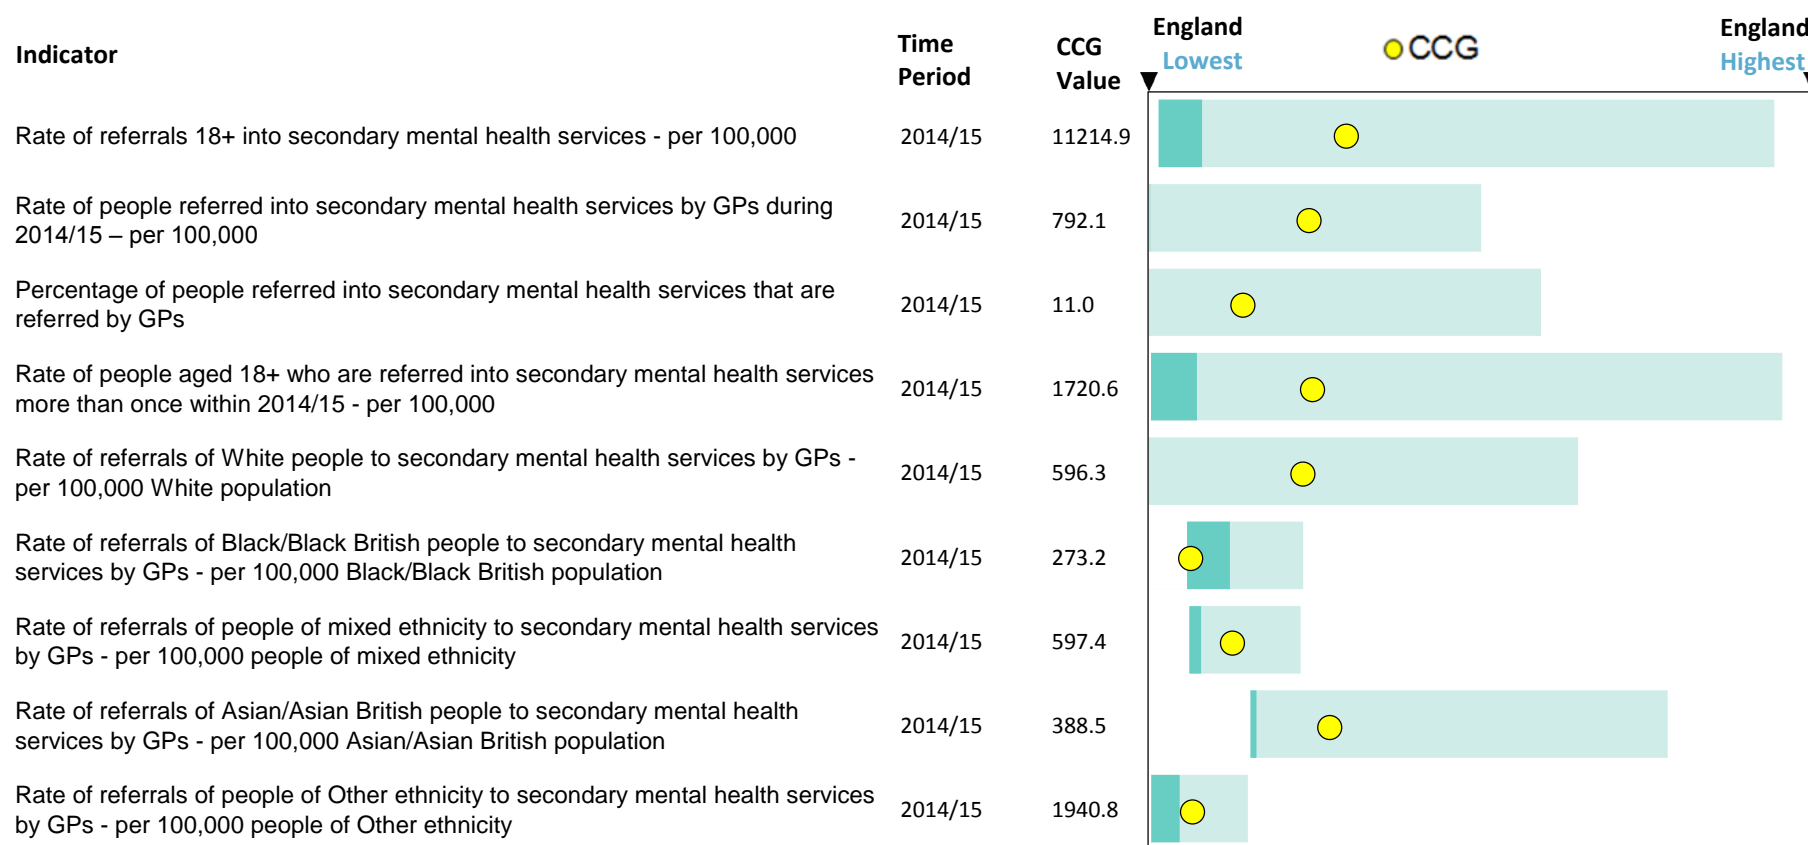 Indicator
Time
Period
CCG
Value
England
Lowest
CCG
England
Highest
Rate of referrals 18+ into secondary mental health services - per 100,000
2014/15
11214.9
Rate of people referred into secondary mental health services by GPs during
2014/15 – per 100,000
2014/15
792.1
Percentage of people referred into secondary mental health services that are
referred by GPs
2014/15
11.0
Rate of people aged 18+ who are referred into secondary mental health services
more than once within 2014/15 - per 100,000
2014/15
1720.6
Rate of referrals of White people to secondary mental health services by GPs -
per 100,000 White population
2014/15
596.3
Rate of referrals of Black/Black British people to secondary mental health
services by GPs - per 100,000 Black/Black British population
2014/15
273.2
Rate of referrals of people of mixed ethnicity to secondary mental health services
by GPs - per 100,000 people of mixed ethnicity
2014/15
597.4
Rate of referrals of Asian/Asian British people to secondary mental health
services by GPs - per 100,000 Asian/Asian British population
2014/15
388.5
Rate of referrals of people of Other ethnicity to secondary mental health services
by GPs - per 100,000 people of Other ethnicity
2014/15
1940.8